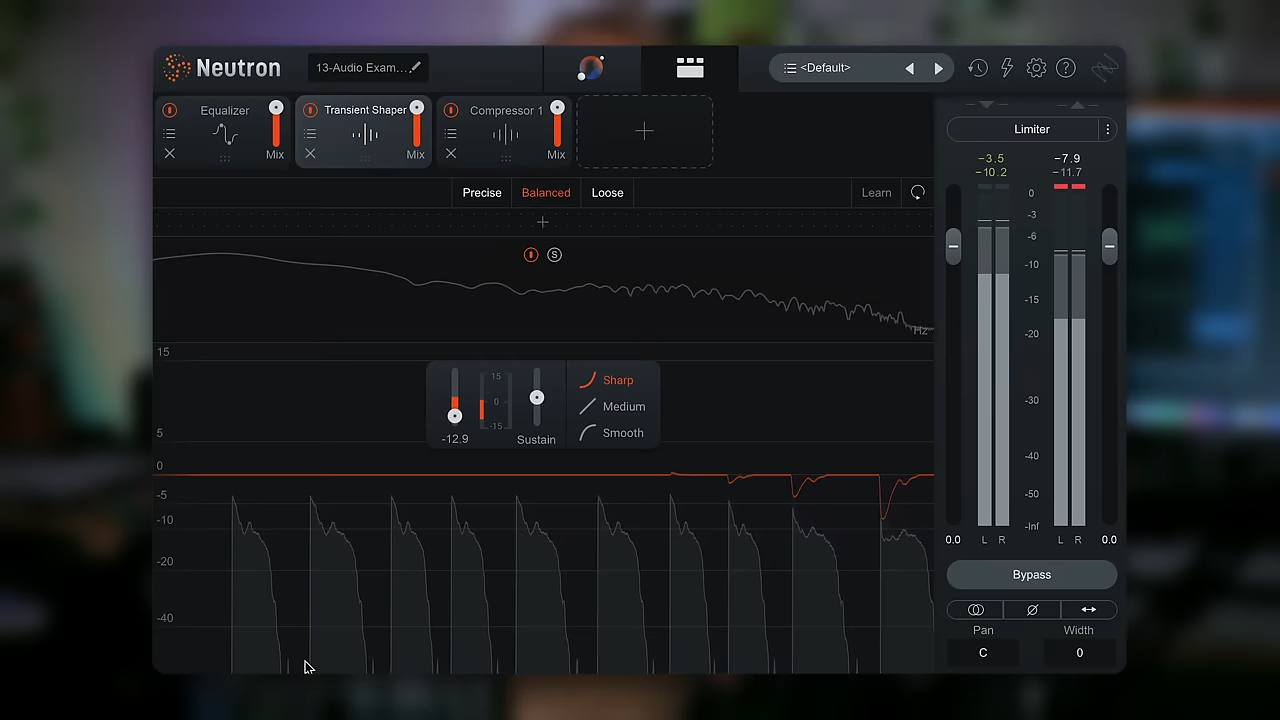 Neutron
13-Audio Exam...
<Default>
Equalizer
Mix
Transient Shaper
Mix
Compressor 1
Mix
Limiter
Precise
Balanced
Loose
Learn
S
Hz
-3.5
-10.2
-7.9
-11.7
0
-3
-6
-10
-15
-20
-30
-40
-50
-Inf
0.0
L
R
L
R
0.0
15
5
0
-5
-10
-20
-40
15
0
-15
-12.9
Sustain
Sharp
Medium
Smooth
Bypass
Pan
Width
C
0